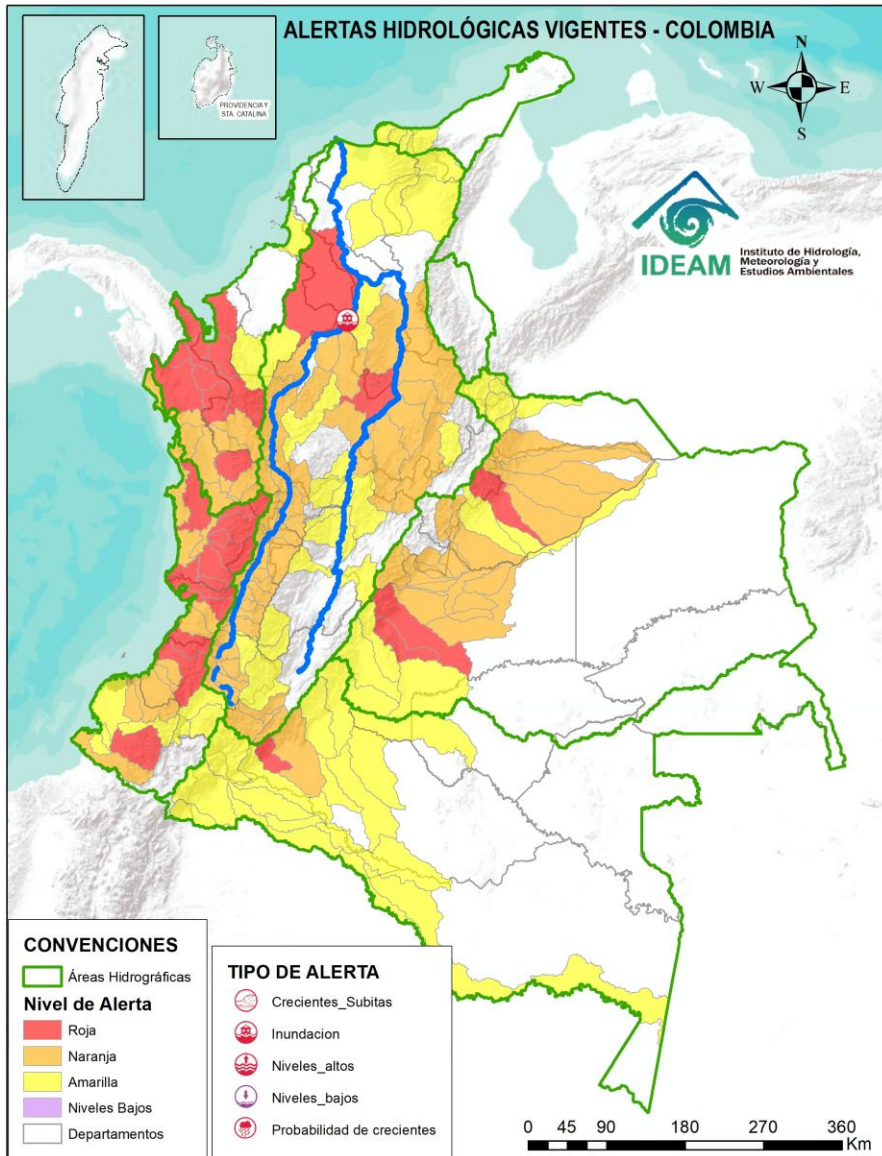 ALERTAS HIDROLÓGICAS VIGENTES - COLOMBIA
PROVIDENCIA Y
STA. CATALINA
N
W
E
S
IDEAM
Instituto de Hidrología,
Meteorología y
Estudios Ambientales
CONVENCIONES
Áreas Hidrográficas
Nivel de Alerta
Roja
Naranja
Amarilla
Niveles Bajos
Departamentos
TIPO DE ALERTA
Crecientes_Subitas
Inundacion
Niveles_altos
Niveles_bajos
Probabilidad de crecientes
0 45 90 180 270 360
Km